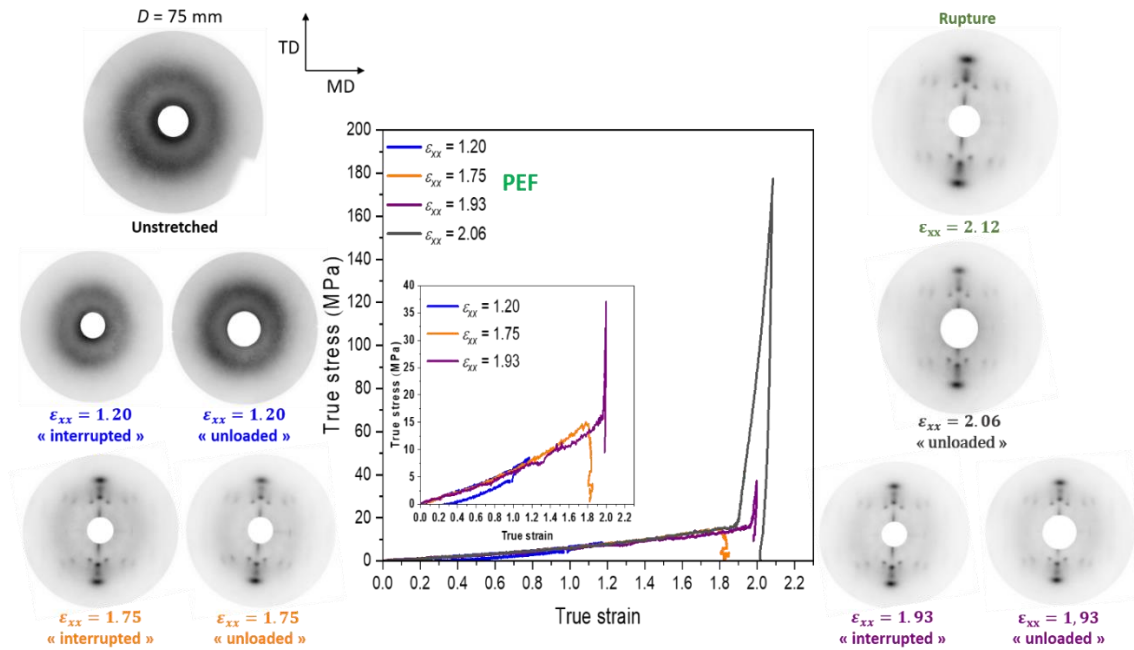 D = 75 mm
TD
MD
Unstretched
Rupture
εxx = 2.12
εxx = 1.20
« interrupted »
εxx = 1.20
« unloaded »
εxx = 2.06
« unloaded »
εxx = 1.75
« interrupted »
εxx = 1.75
« unloaded »
εxx = 1.93
« interrupted »
εxx = 1,93
« unloaded »
200
180
160
140
120
100
80
60
40
20
0
True stress (MPa)
εxx = 1.20
εxx = 1.75
εxx = 1.93
εxx = 2.06
PEF
40
35
30
25
20
15
10
5
0
True stress (MPa)
εxx = 1.20
εxx = 1.75
εxx = 1.93
0.0 0.2 0.4 0.6 0.8 1.0 1.2 1.4 1.6 1.8 2.0 2.2
True strain
0.0 0.2 0.4 0.6 0.8 1.0 1.2 1.4 1.6 1.8 2.0 2.2
True strain